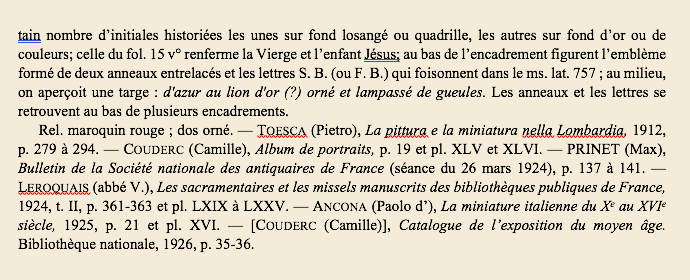 tain nombre d'initiales historiées les unes sur fond losangé ou quadrille, les autres sur fond d'or ou de
couleurs; celle du fol. 15 v° renferme la Vierge et l'enfant Jésus; au bas de l'encadrement figurent l'emblème
formé de deux anneaux entrelacés et les lettres S. B. (ou F. B.) qui foisonnent dans le ms. lat. 757 ; au milieu,
on aperçoit une targe : d'azur au lion d'or (?) orné et lampassé de gueules. Les anneaux et les lettres se
retrouvent au bas de plusieurs encadrements.
Rel. maroquin rouge ; dos orné. — TOESCA (Pietro), La pittura e la miniatura nella Lombardia, 1912,
p. 279 à 294. — COUDERC (Camille), Album de portraits, p. 19 et pl. XLV et XLVI. — PRINET (Max),
Bulletin de la Société nationale des antiquaires de France (séance du 26 mars 1924), p. 137 à 141. —
LEROQUAIS (abbé V.), Les sacramentaires et les missels manuscrits des bibliothèques publiques de France,
1924, t. II, p. 361-363 et pl. LXIX à LXXV. — ANCONA (Paolo d'), La miniature italienne du Xe au XVIe
siècle, 1925, p. 21 et pl. XVI. — [COUDERC (Camille)], Catalogue de l'exposition du moyen âge.
Bibliothèque nationale, 1926, p. 35-36.